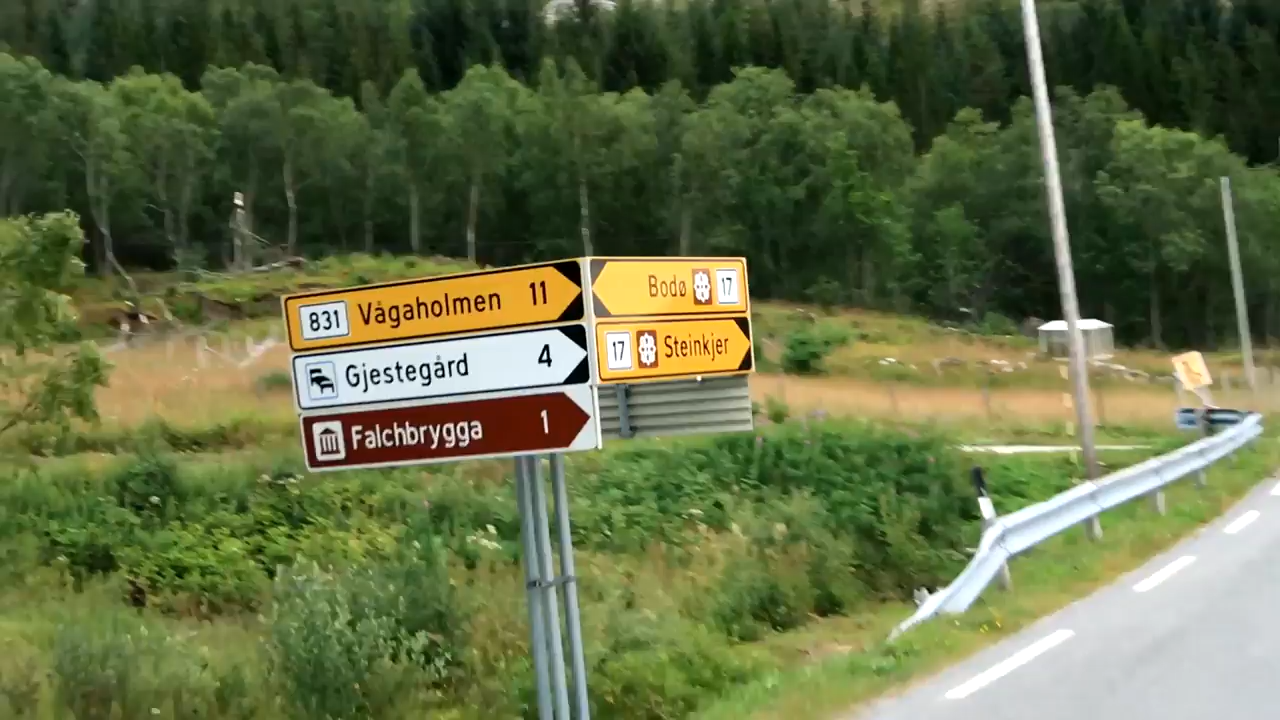 831 Vågaholmen 11
Gjestegård 4
Falchbrygga 1
Bodø 17
17 Steinkjer